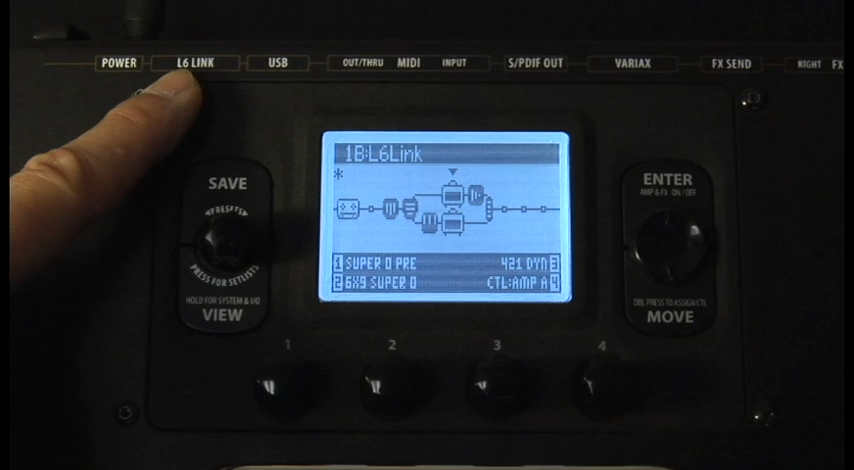 POWER L6 LINK USB OUT/THRU MIDI INPUT S/PDIF OUT VARIAX FX SEND RIGHT FX
1B:L6Link
*
SAVE
PRESETS
PRESS FOR SETLISTS
HOLD FOR SYSTEM & I/O
VIEW
1 SUPER O PRE 421 DYN 3
2 6X9 SUPER O CTL:AMP A 4
ENTER
AMP & FX ON / OFF
DBL PRESS TO ASSIGN CTL
MOVE
1 2 3 4